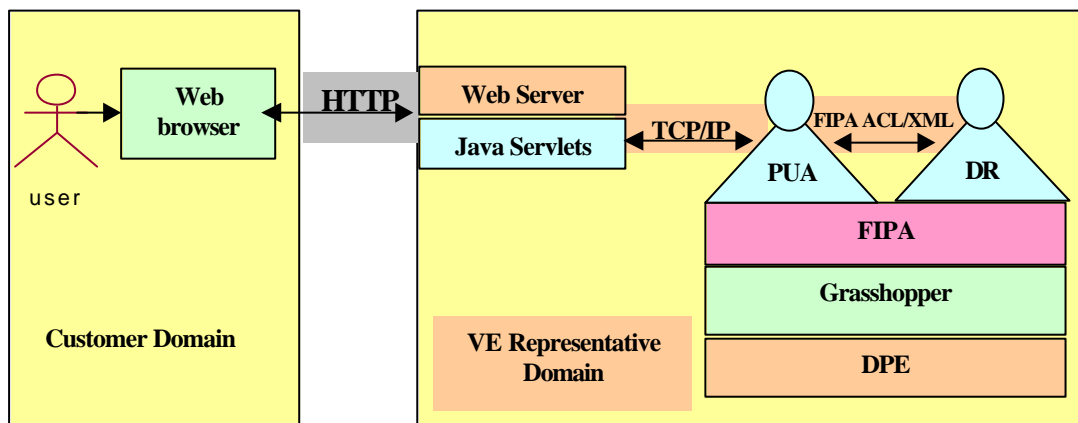 user
Web
browser
Customer Domain
HTTP
Web Server
Java Servlets
TCP/IP
FIPA ACL/XML
PUA
DR
FIPA
Grasshopper
DPE
VE Representative
Domain